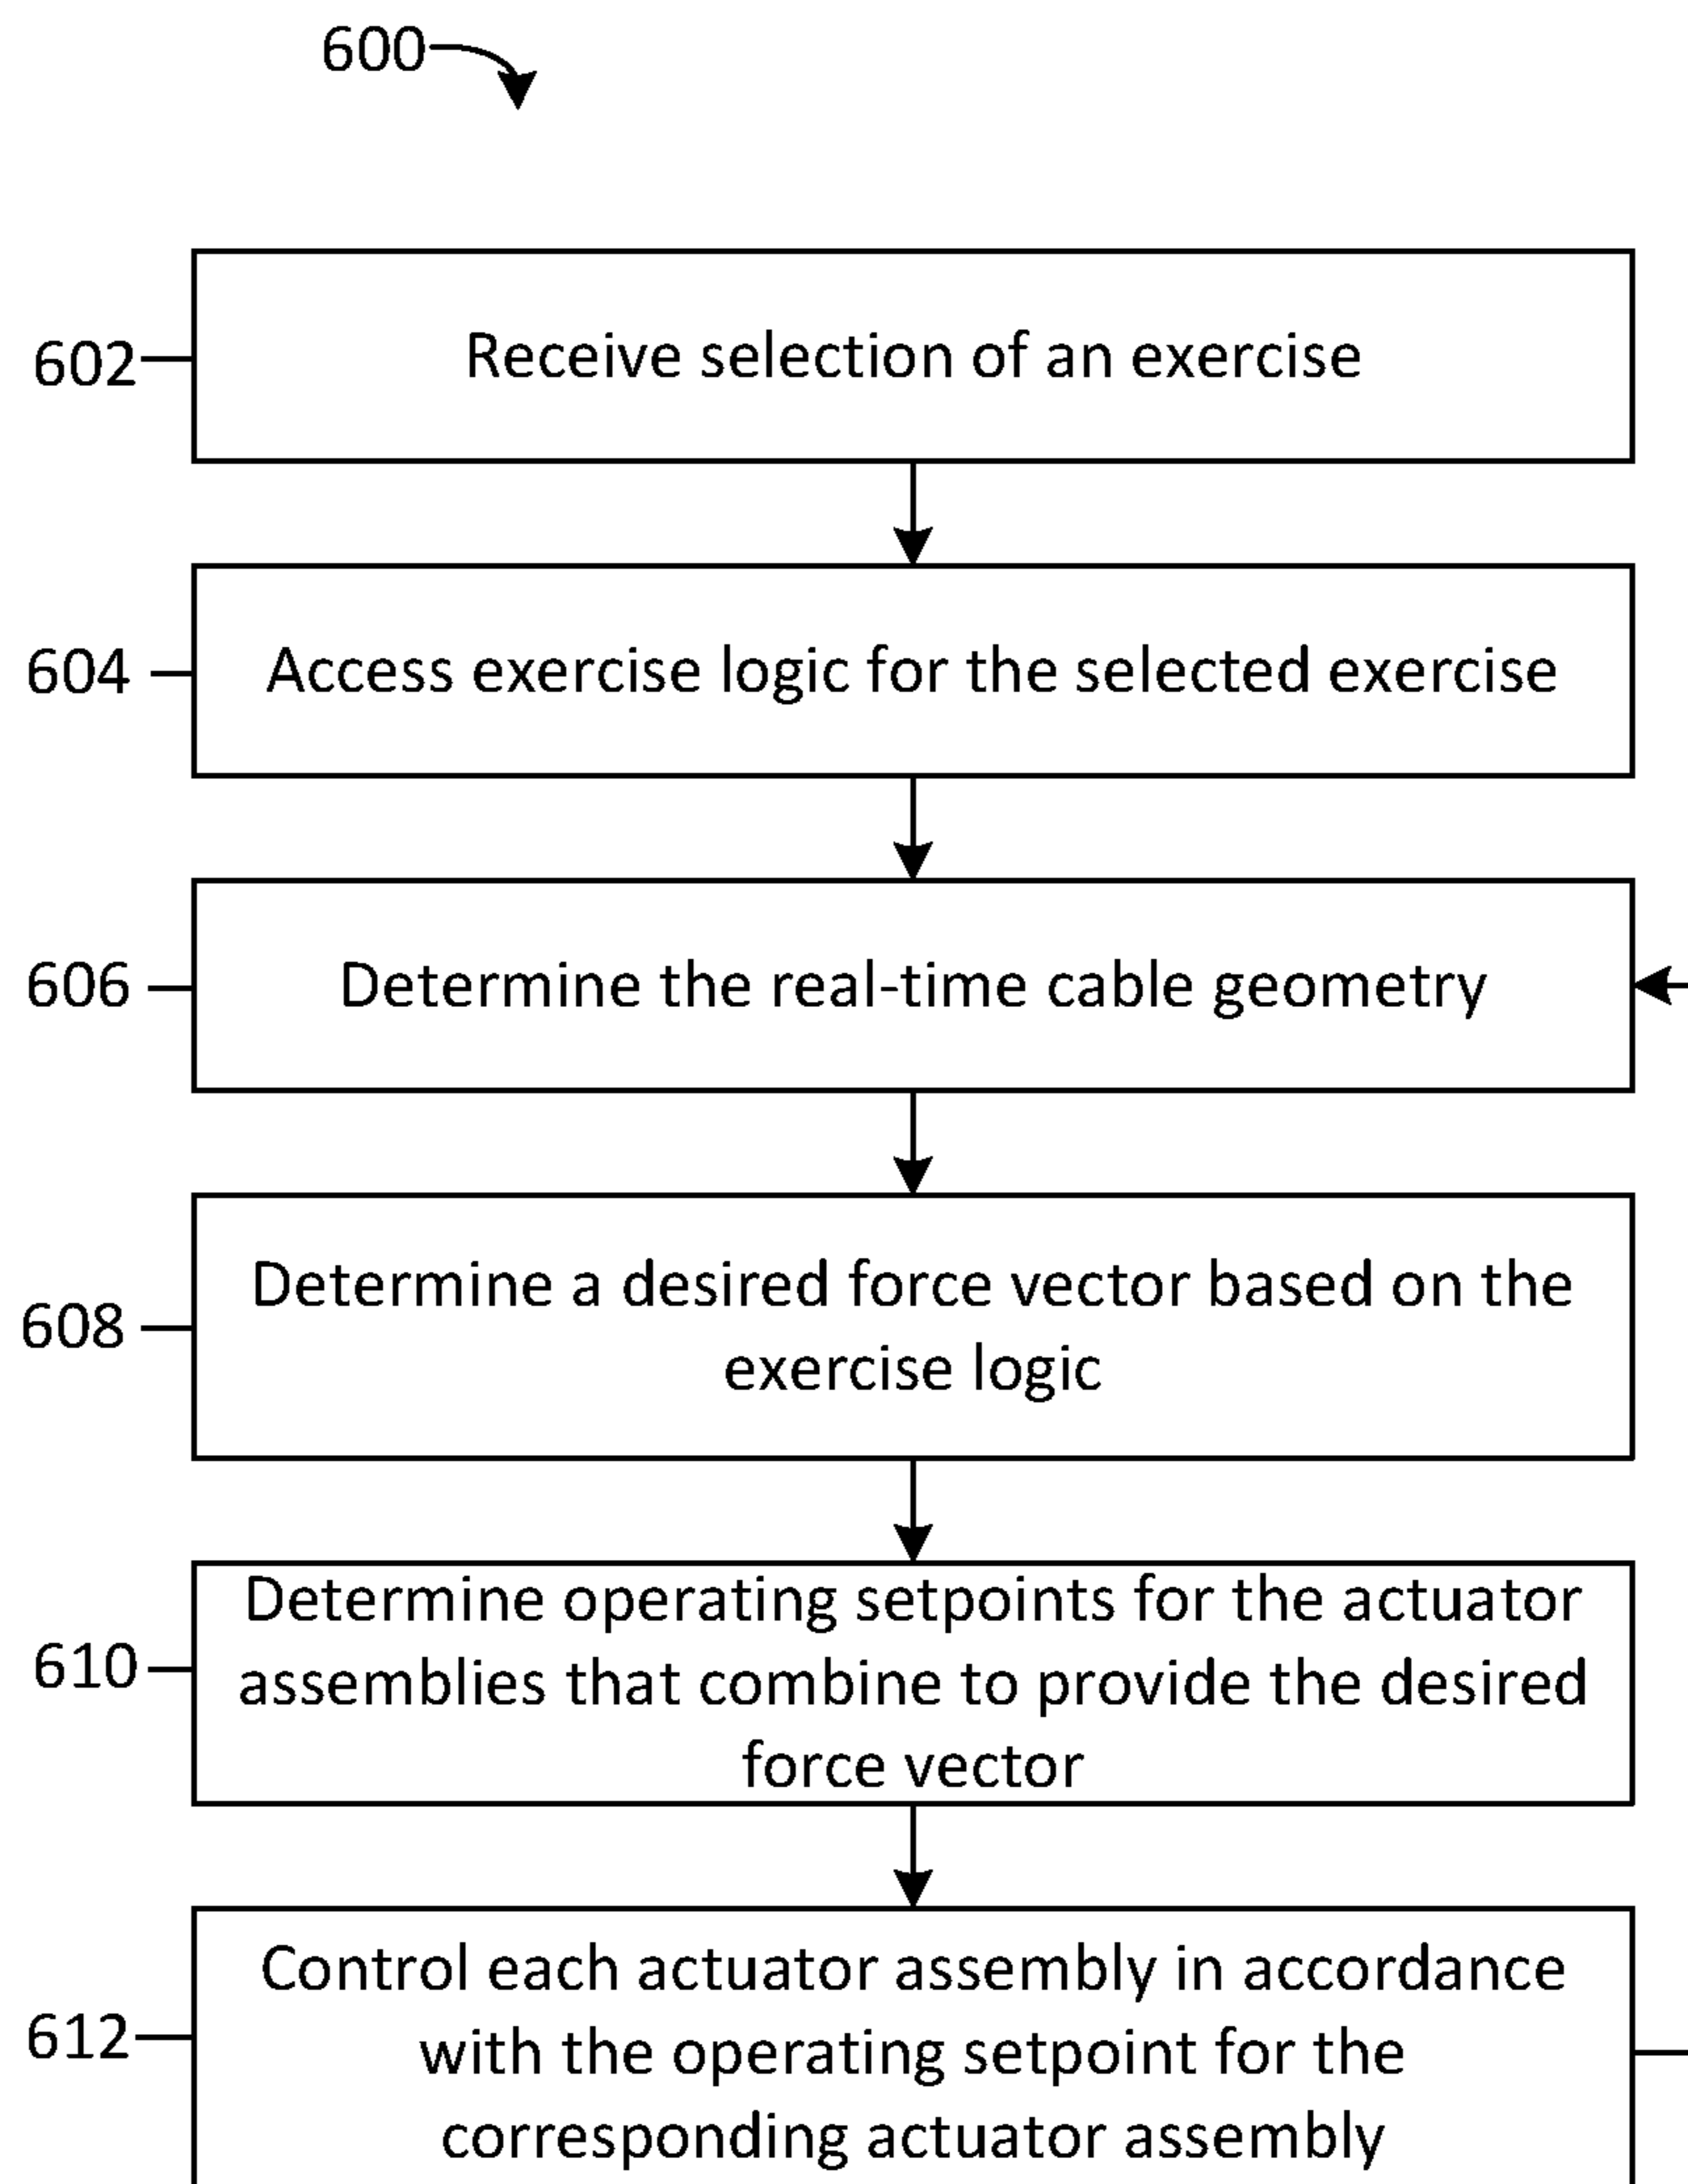 600
602
Receive selection of an exercise
604
Access exercise logic for the selected exercise
606
Determine the real-time cable geometry
608
Determine a desired force vector based on the
exercise logic
610
Determine operating setpoints for the actuator
assemblies that combine to provide the desired
force vector
612
Control each actuator assembly in accordance
with the operating setpoint for the
corresponding actuator assembly